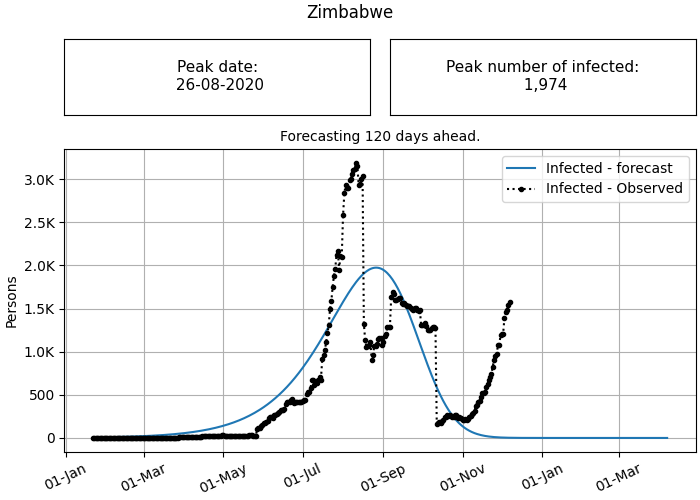 Zimbabwe
Peak date:
26-08-2020
Peak number of infected:
1,974
Forecasting 120 days ahead.
Infected - forecast
Infected - Observed
Persons
3.0K
2.5K
2.0K
1.5K
1.0K
500
0
01-Jan
01-Mar
01-May
01-Jul
01-Sep
01-Nov
01-Jan
01-Mar